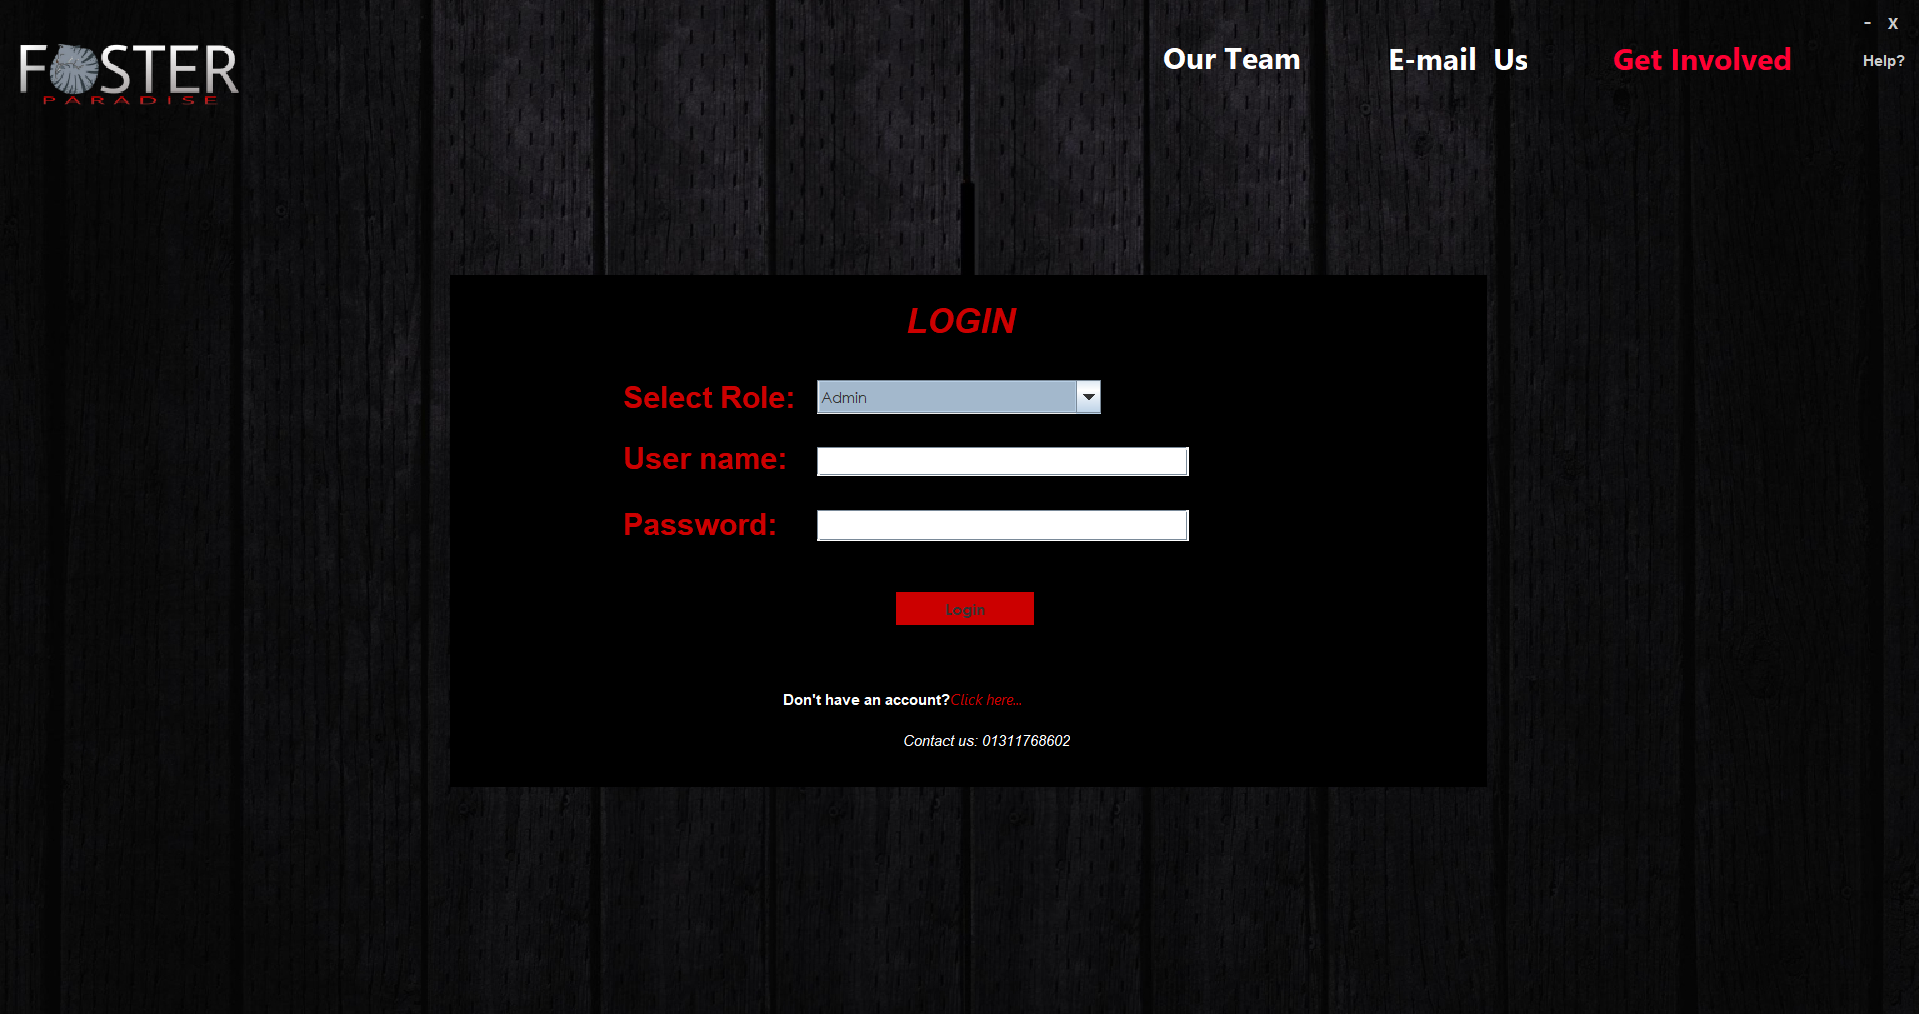 - X
FOSTER
PARADISE
Our Team E-mail Us Get Involved Help?
LOGIN
Select Role: Admin
User name:
Password:
Login
Don't have an account?Click here...
Contact us: 01311768602